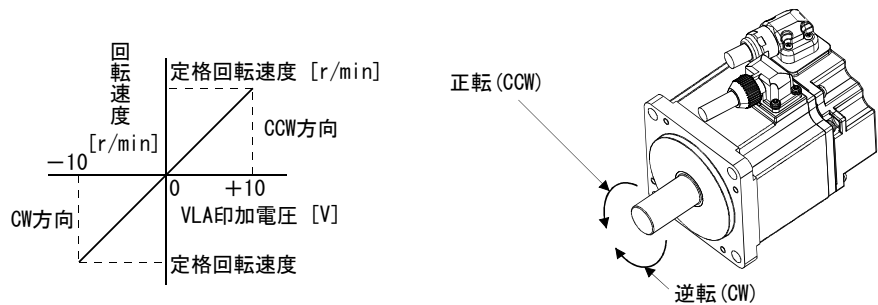 回転速度
[r/min]
定格回転速度 [r/min]
CCW方向
－10
0
＋10
CW方向
VLA印加電圧 [V]
定格回転速度
正転(CCW)
逆転(CW)